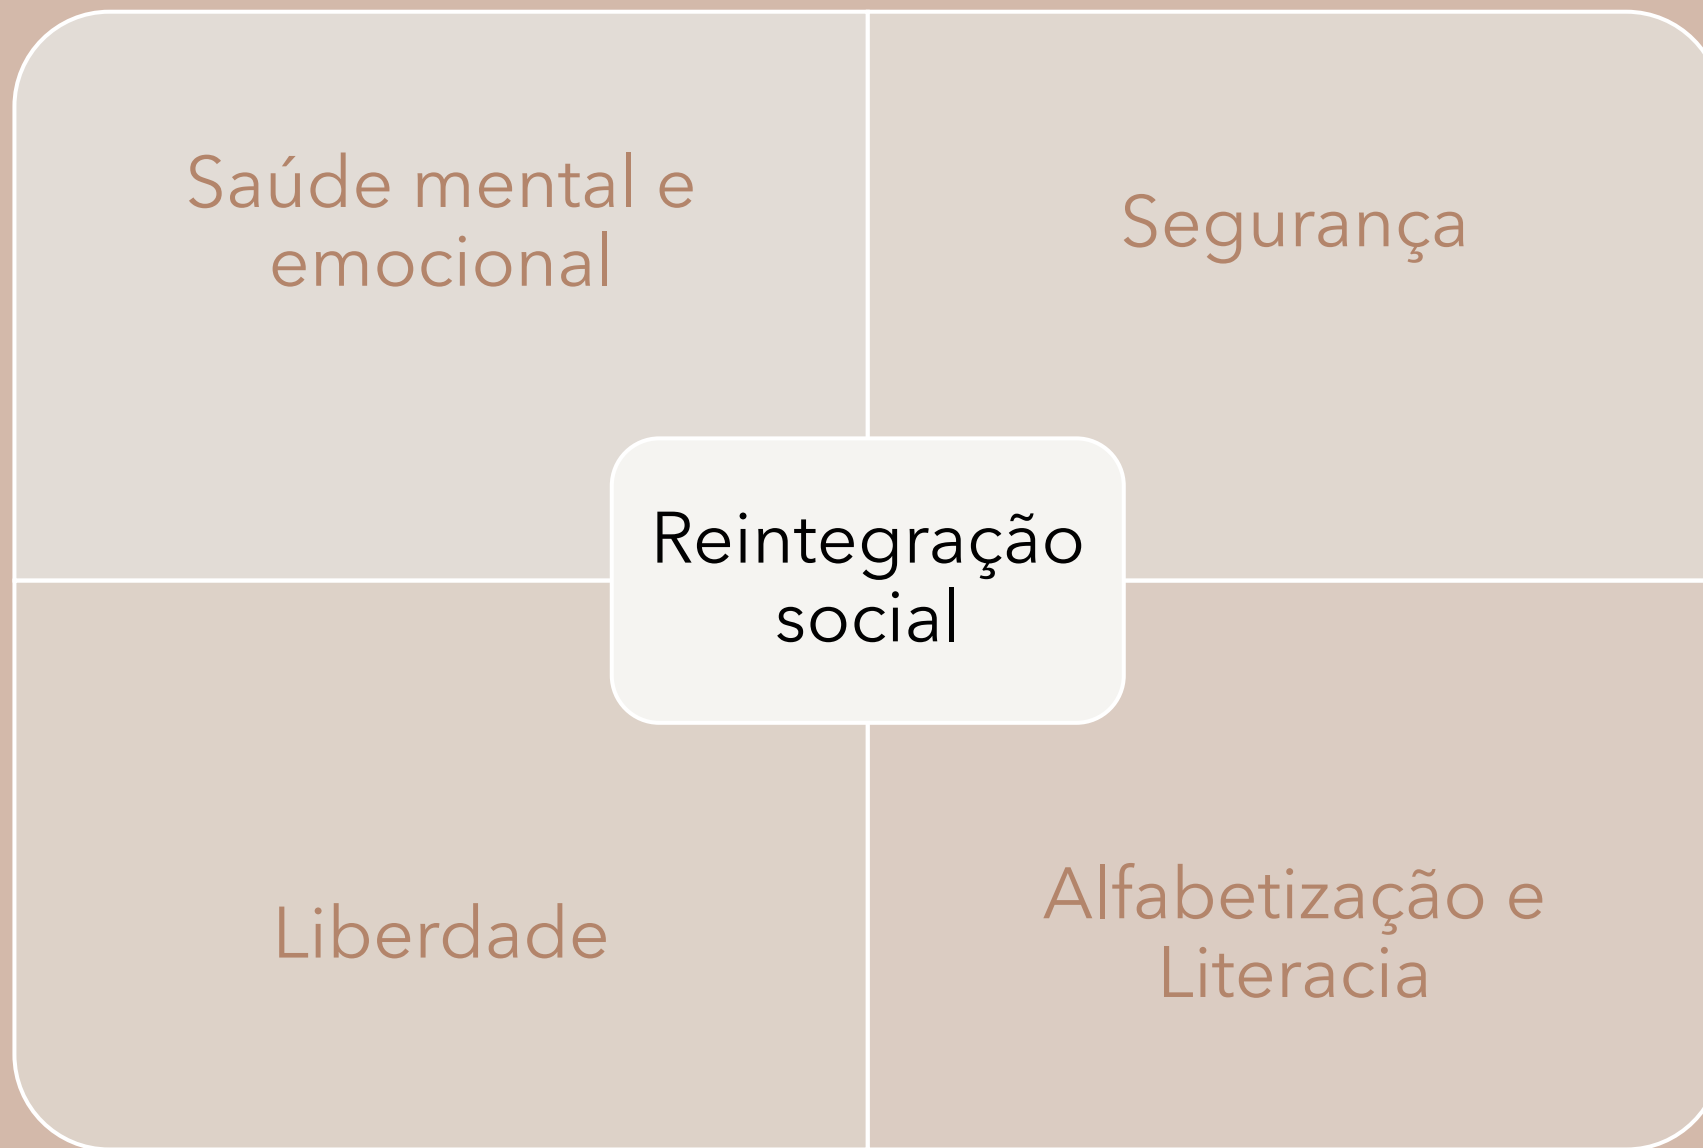 Saúde mental e
emocional
Segurança
Reintegração
social
Liberdade
Alfabetização e
Literacia